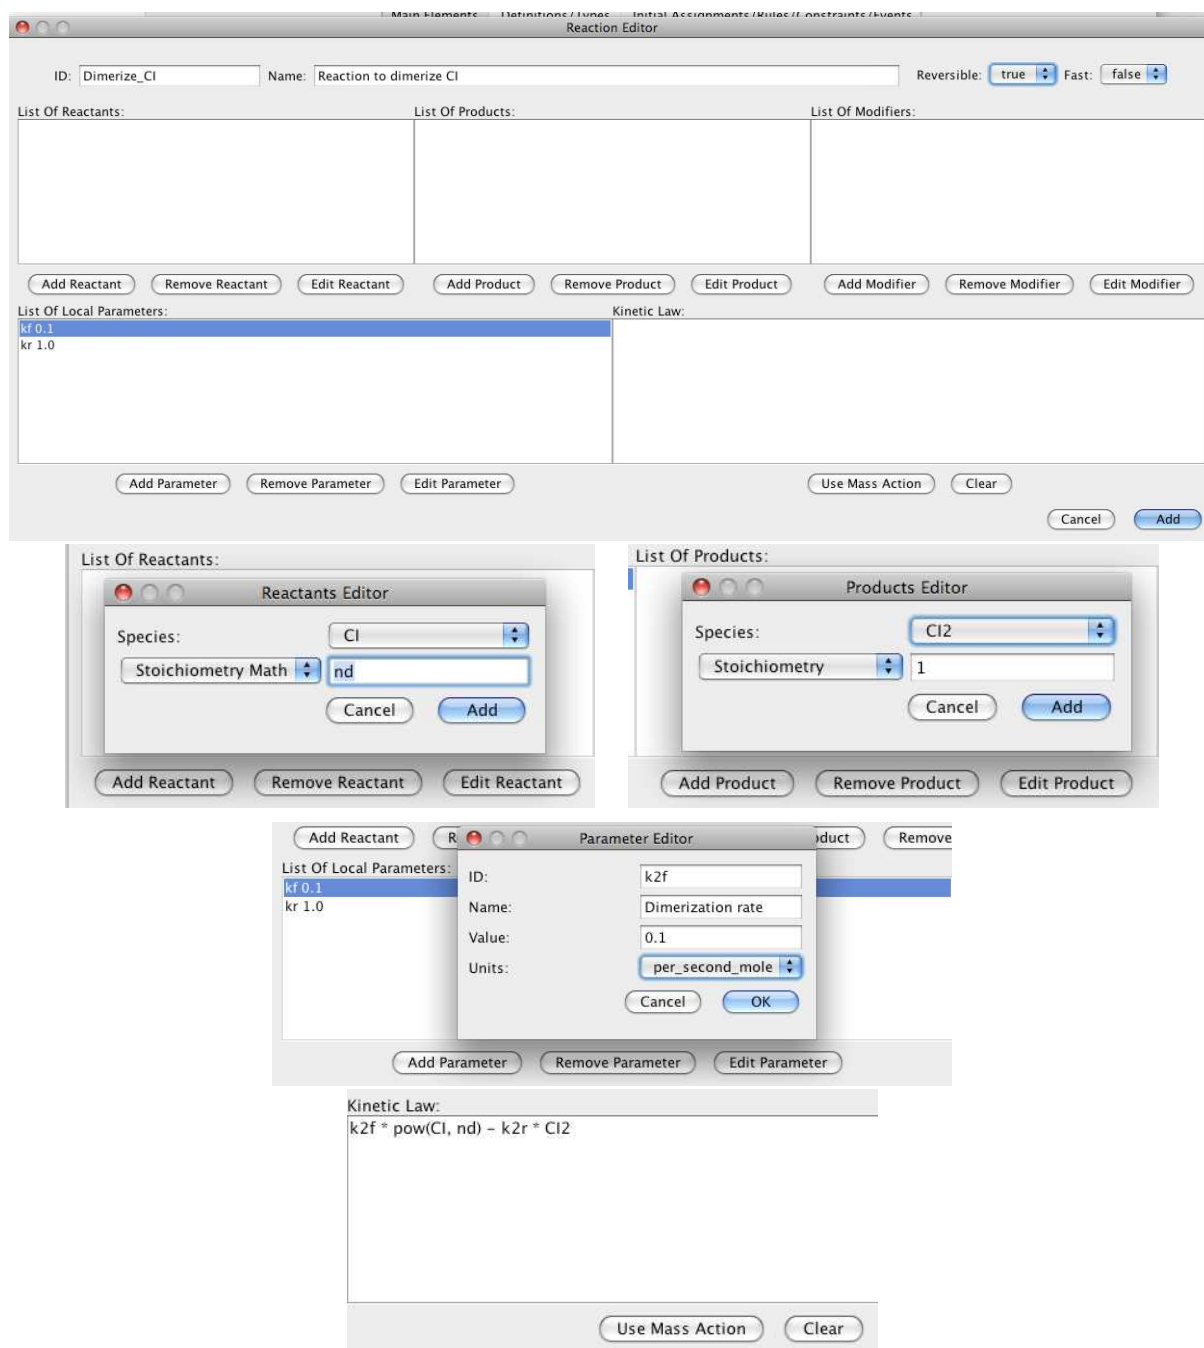 Main Elements Definitions/Types Initial Assignments/Rules/Constraints/Events
Reaction Editor
ID: Dimerize_CI Name: Reaction to dimerize CI Reversible: true Fast: false
List Of Reactants: List Of Products: List Of Modifiers:
Add Reactant Remove Reactant Edit Reactant Add Product Remove Product Edit Product Add Modifier Remove Modifier Edit Modifier
List Of Local Parameters: Kinetic Law:
kf 0.1
kr 1.0
Add Parameter Remove Parameter Edit Parameter Use Mass Action Clear
Cancel Add
List Of Reactants:
Reactants Editor
Species: CI
Stoichiometry Math nd
Cancel Add
Add Reactant Remove Reactant Edit Reactant
List Of Products:
Products Editor
Species: CI2
Stoichiometry 1
Cancel Add
Add Product Remove Product Edit Product
Add Reactant R Parameter Editor oduct Remove
List Of Local Parameters:
kf 0.1
kr 1.0
ID: k2f
Name: Dimerization rate
Value: 0.1
Units: per_second_mole
Cancel OK
Add Parameter Remove Parameter Edit Parameter
Kinetic Law:
k2f * pow(CI, nd) - k2r * CI2
Use Mass Action Clear